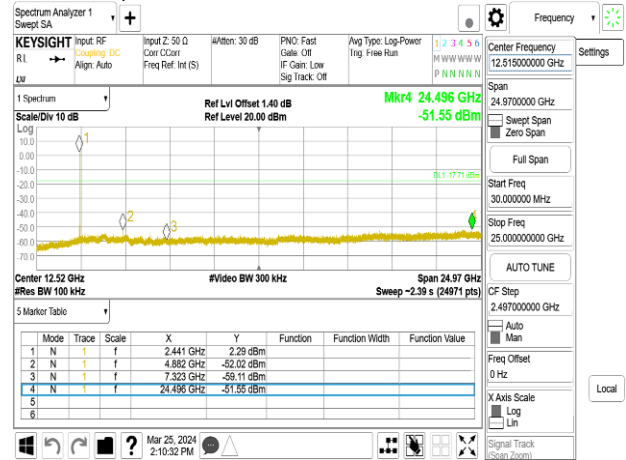 Spectrum Analyzer 1
Swept SA
Frequency
KEYSIGHT
Input: RF
Input Z: 50 Ω
#Atten: 30 dB
PNO: Fast
Avg Type: Log-Power
1 2 3 4 5 6
RL
Coupling: DC
Corr CCorr
Gate: Off
Trig: Free Run
M W W W W W
Align: Auto
Freq Ref: Int (S)
IF Gain: Low
P N N N N N
Sig Track: Off
LXI
Center Frequency
12.515000000 GHz
Settings
Span
24.9700000 GHz
Swept Span
Zero Span
Full Span
Start Freq
30.000000 MHz
Stop Freq
25.000000000 GHz
AUTO TUNE
CF Step
2.497000000 GHz
Auto
Man
Freq Offset
0 Hz
X Axis Scale
Log
Lin
Local
Signal Track
(Span Zoom)
1 Spectrum
Ref Lvl Offset 1.40 dB
Mkr4 24.496 GHz
Scale/Div 10 dB
Ref Level 20.00 dBm
-51.55 dBm
Log
10.0
0.00
-10.0
-20.0
-30.0
-40.0
-50.0
-60.0
-70.0
1
2
3
DL1 -17.71 dBm
Center 12.52 GHz
#Video BW 300 kHz
Span 24.97 GHz
#Res BW 100 kHz
Sweep ~2.39 s (24971 pts)
5 Marker Table
Mode Trace Scale X Y Function Function Width Function Value
1 N 1 f 2.441 GHz 2.29 dBm
2 N 1 f 4.882 GHz -52.02 dBm
3 N 1 f 7.323 GHz -59.11 dBm
4 N 1 f 24.496 GHz -51.55 dBm
5
6
?
Mar 25, 2024
2:10:32 PM